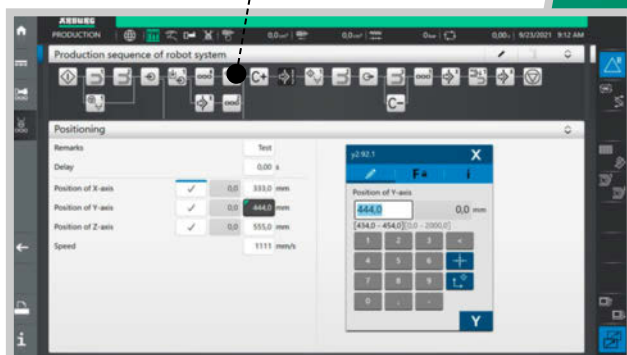 ARBURG
PRODUCTION
0,00 s 9/23/2021 9:12 AM
Production sequence of robot system
C+
C-
Positioning
Remarks Test
Delay 0,00 s
Position of X-axis 0,0 333,0 mm
Position of Y-axis 0,0 444,0 mm
Position of Z-axis 0,0 555,0 mm
Speed 1111 mm/s
y2.92.1 X
F i
Position of Y-axis
444,0 0,0 mm
[434,0 - 454,0][0,0 - 2000,0]
1 2 3 <
4 5 6
7 8 9
0 , -
Y
i